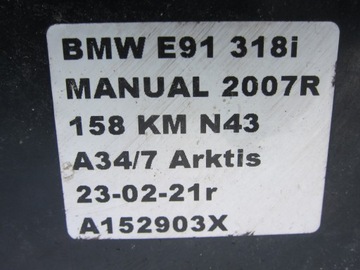 BMW E91 318i
MANUAL 2007R
158 KM N43
A34/7 Arktis
23-02-21r
A152903X